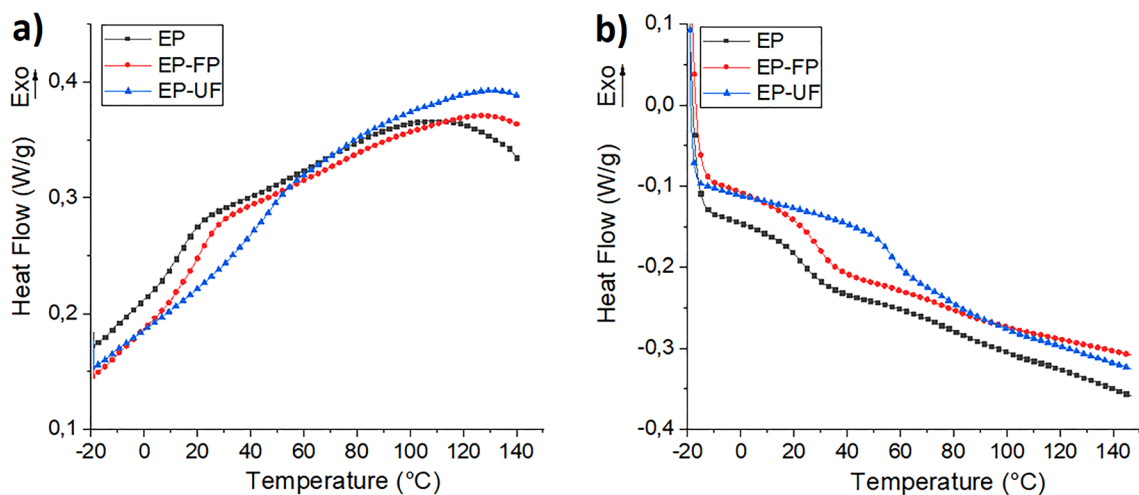 a)
EP
EP-FP
EP-UF
Exo
Heat Flow (W/g)
0,4
0,3
0,2
0,1
-20 0 20 40 60 80 100 120 140
Temperature (°C)
b)
EP
EP-FP
EP-UF
Exo
Heat Flow (W/g)
0,1
0,0
-0,1
-0,2
-0,3
-0,4
-20 0 20 40 60 80 100 120 140
Temperature (°C)